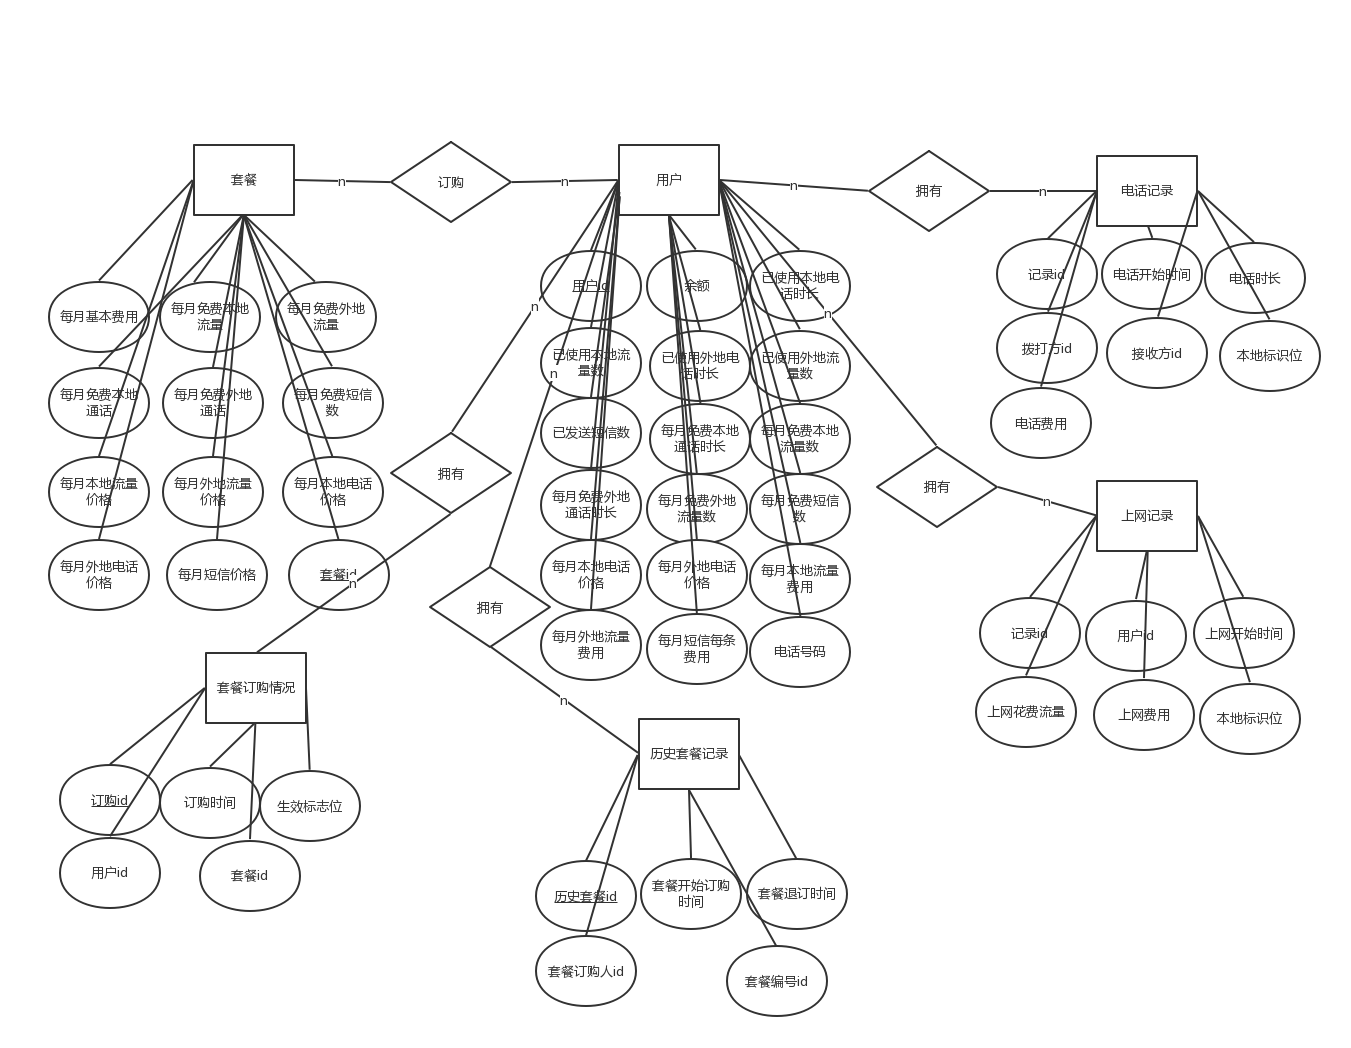 套餐
n
订购
n
用户
n
拥有
n
电话记录
每月基本费用
每月免费本地
流量
每月免费外地
流量
每月免费本地
通话
每月免费外地
通话
每月免费短信
数
每月本地流量
价格
每月外地流量
价格
每月本地电话
价格
每月外地电话
价格
每月短信价格
套餐id
n
n
拥有
n
拥有
n
用户id
余额
已使用本地电
话时长
已使用本地流
量数
已使用外地电
话时长
已使用外地流
量数
已发送短信数
每月免费本地
通话时长
每月免费本地
流量数
每月免费外地
通话时长
每月免费外地
流量数
每月免费短信
数
每月本地电话
价格
每月外地电话
价格
每月本地流量
费用
每月外地流量
费用
每月短信每条
费用
电话号码
n
拥有
n
记录id
电话开始时间
电话时长
拨打方id
接收方id
本地标识位
电话费用
上网记录
记录id
用户id
上网开始时间
上网花费流量
上网费用
本地标识位
套餐订购情况
订购id
订购时间
生效标志位
用户id
套餐id
历史套餐记录
历史套餐id
套餐开始订购
时间
套餐退订时间
套餐订购人id
套餐编号id